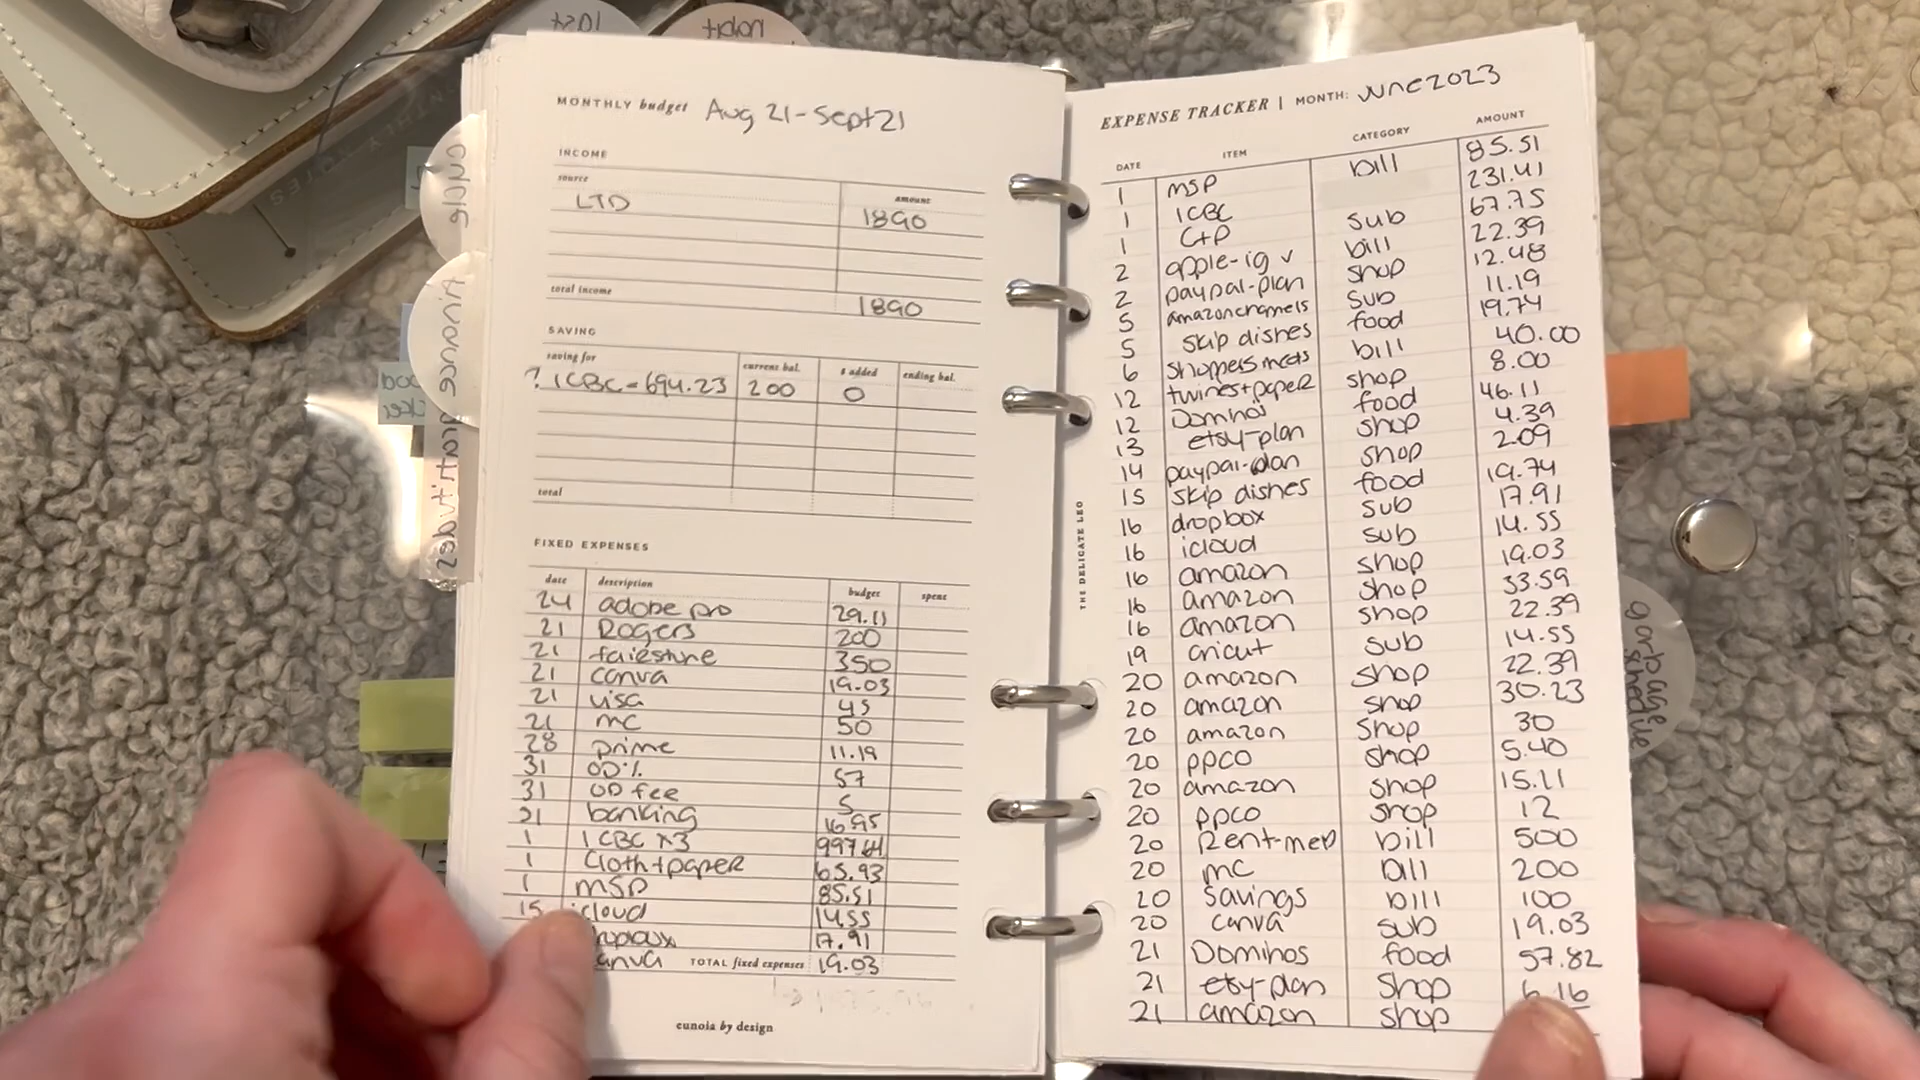 MONTHLY budget Aug 21-Sept 21
INCOME
source amount
LTD 1890
total income 1890
SAVING
saving for current bal. $ added ending bal.
? ICBC = 694.23 200 0
total
FIXED EXPENSES
date description budget spent
24 adobe pro 29.11
21 Rogers 200
21 fairstone 350
21 canva 19.03
21 visa 45
21 mc 50
28 prime 11.19
31 OD% 57
31 OD fee 5
31 banking 16.95
1 ICBC x3 997.64
1 Cloth+paper 65.93
1 MSP 85.51
15 icloud 14.55
17.91
TOTAL fixed expenses 19.03
eunoia by design
THE DELICATE LEO
EXPENSE TRACKER | MONTH: June 2023
DATE ITEM CATEGORY AMOUNT
1 MSP bill 85.51
1 ICBC 231.41
1 C+P sub 67.75
2 apple-ig v bill 22.39
2 paypal-plan shop 12.48
5 amazon channels sub 11.19
5 skip dishes food 19.74
6 shoppers meds bill 40.00
12 twines+paper shop 8.00
12 Dominos food 46.11
13 etsy-plan shop 4.39
14 paypal-plan shop 2.09
15 skip dishes food 19.74
16 dropbox sub 17.91
16 icloud sub 14.55
16 amazon shop 19.03
16 amazon shop 33.59
16 amazon shop 22.39
19 cricut sub 14.55
20 amazon shop 22.39
20 amazon shop 30.23
20 amazon shop 30
20 ppco shop 5.40
20 amazon shop 15.11
20 ppco shop 12
20 Rent-med bill 500
20 mc bill 200
20 savings bill 100
20 canva sub 19.03
21 Dominos food 57.82
21 etsy-plan shop 6.16
21 amazon shop
garbage schedule